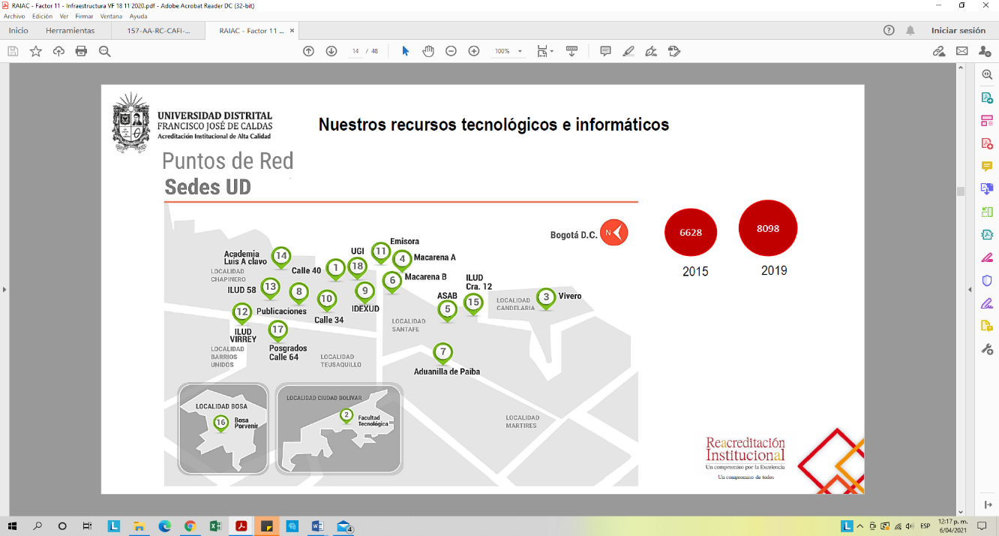 RAIAC - Factor 11 - Infraestructura VF 18 11 2020.pdf - Adobe Acrobat Reader DC (32-bit)
Archivo Edición Ver Firmar Ventana Ayuda
Inicio Herramientas 157-AA-RC-CAFI-... RAIAC - Factor 11 ... × Iniciar sesión
14 / 48 100%
UNIVERSIDAD DISTRITAL
FRANCISCO JOSÉ DE CALDAS
Acreditación Institucional de Alta Calidad
Nuestros recursos tecnológicos e informáticos
Puntos de Red
Sedes UD
Bogotá D.C. N
6628
8098
2015
2019
Academia
Luis A clavo
14
LOCALIDAD
CHAPINERO
Calle 40
1
UGI
18
11
Emisora
4
Macarena A
6
Macarena B
ILUD 58
13
8
Publicaciones
10
Calle 34
9
IDEXUD
12
ILUD
VIRREY
17
Posgrados
Calle 64
LOCALIDAD
BARRIOS
UNIDOS
LOCALIDAD
TEUSAQUILLO
LOCALIDAD
SANTAFE
ASAB
5
ILUD
Cra. 12
15
LOCALIDAD
CANDELARIA
3
Vivero
7
Aduanilla de Paiba
LOCALIDAD
MARTIRES
LOCALIDAD BOSA
16
Bosa
Porvenir
LOCALIDAD CIUDAD BOLIVAR
2
Facultad
Tecnológica
Reacreditación
Institucional
Un compromiso por la Excelencia
Un compromiso de todos
L 4 L ESP
12:17 p. m.
6/04/2021